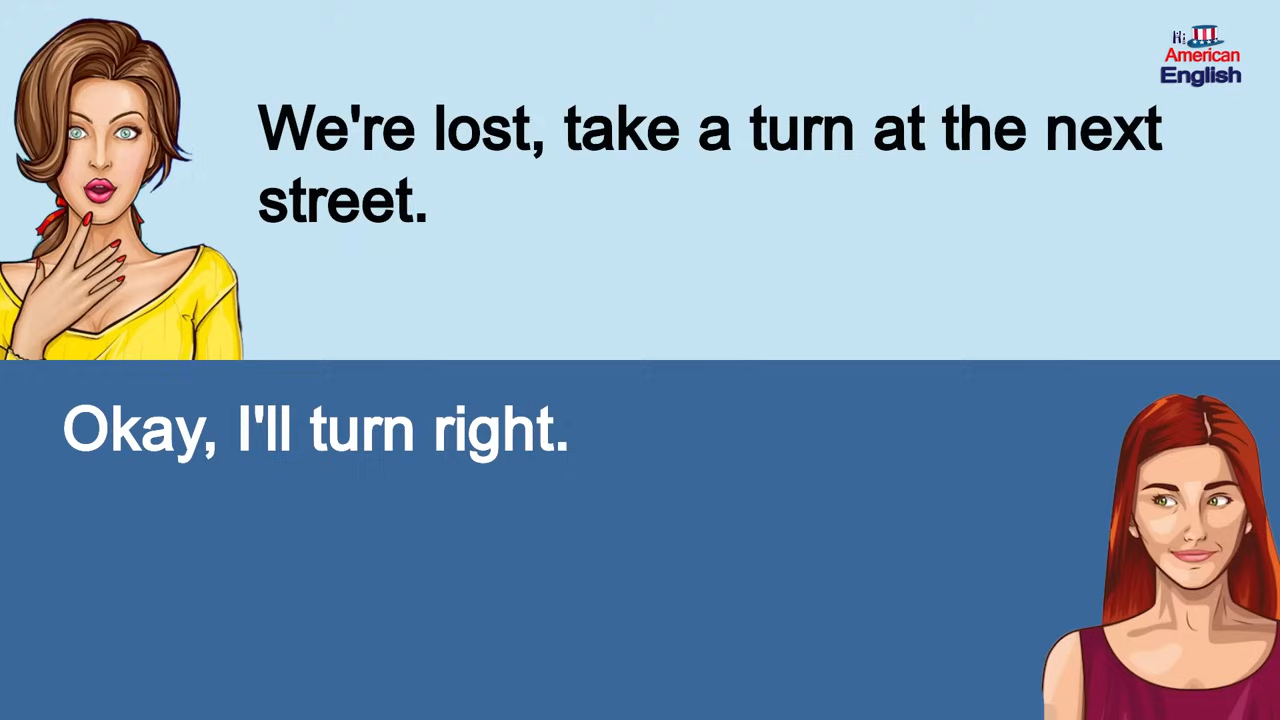 Hi
American
English
We're lost, take a turn at the next
street.
Okay, I'll turn right.